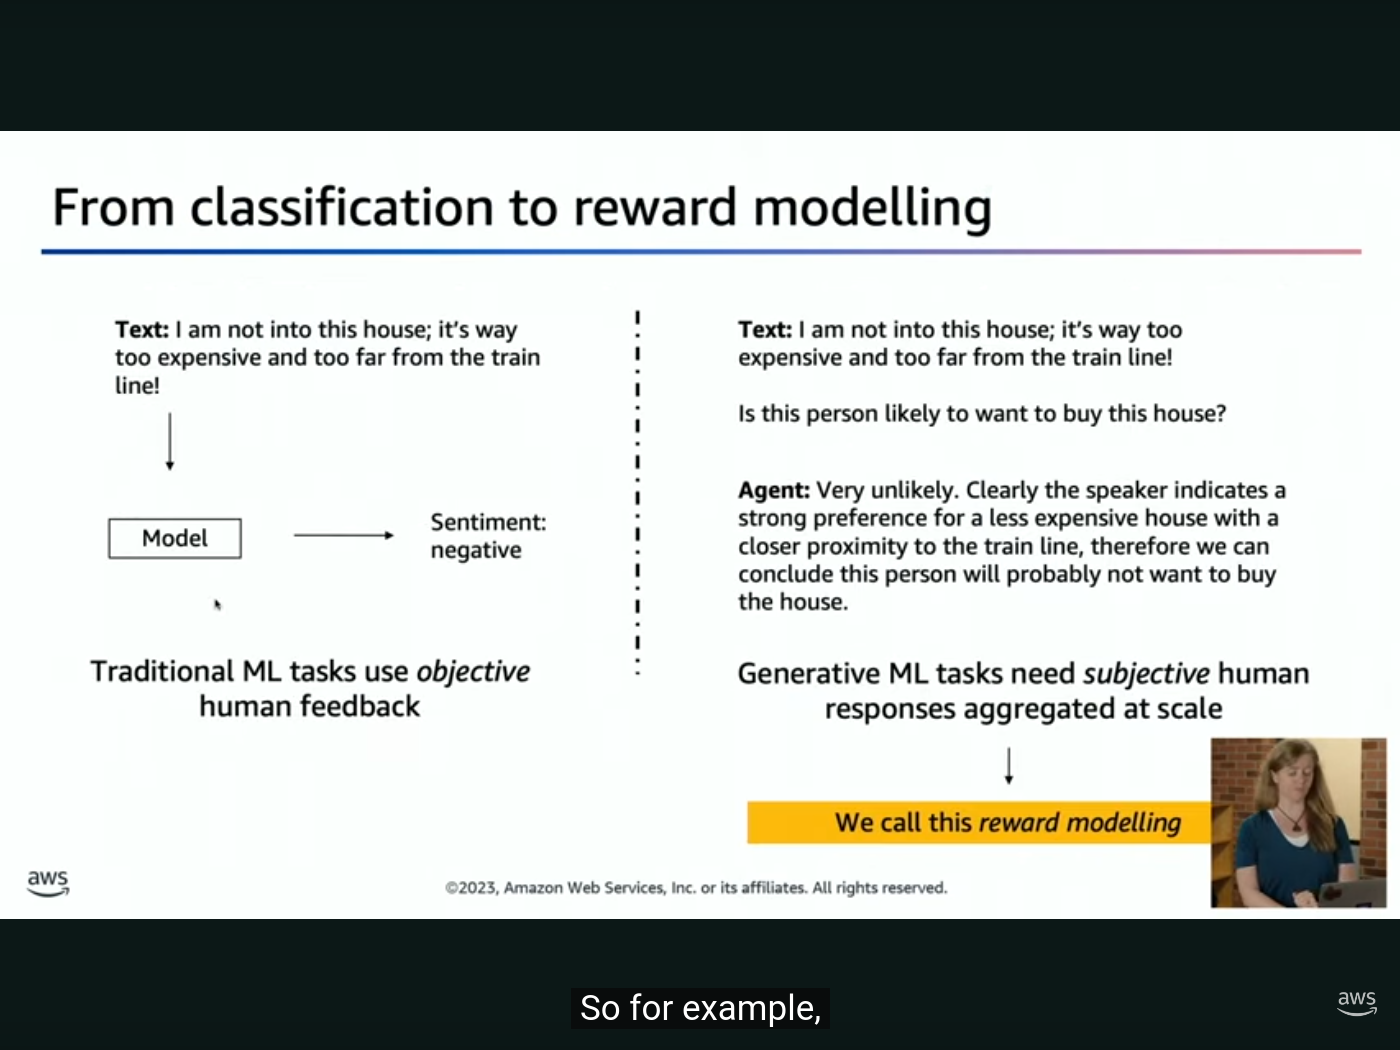 From classification to reward modelling
Text: I am not into this house; it's way
too expensive and too far from the train
line!
Model
Sentiment:
negative
Traditional ML tasks use objective
human feedback
Text: I am not into this house; it's way too
expensive and too far from the train line!
Is this person likely to want to buy this house?
Agent: Very unlikely. Clearly the speaker indicates a
strong preference for a less expensive house with a
closer proximity to the train line, therefore we can
conclude this person will probably not want to buy
the house.
Generative ML tasks need subjective human
responses aggregated at scale
We call this reward modelling
aws
©2023, Amazon Web Services, Inc. or its affiliates. All rights reserved.
So for example,
aws